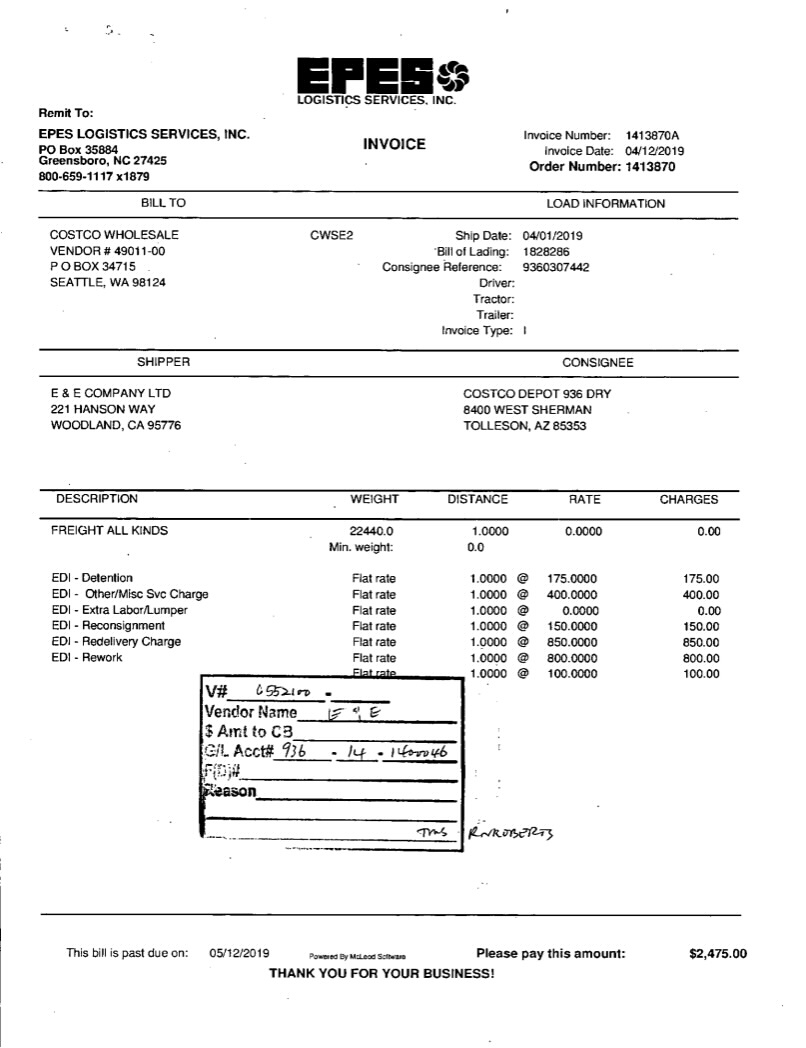 EPES
LOGISTICS SERVICES, INC.
Remit To:
EPES LOGISTICS SERVICES, INC.
PO Box 35884
Greensboro, NC 27425
800-659-1117 x1879
INVOICE
Invoice Number: 1413870A
Invoice Date: 04/12/2019
Order Number: 1413870
BILL TO LOAD INFORMATION
COSTCO WHOLESALE CWSE2 Ship Date: 04/01/2019
VENDOR # 49011-00 Bill of Lading: 1828286
P O BOX 34715 Consignee Reference: 9360307442
SEATTLE, WA 98124 Driver:
Tractor:
Trailer:
Invoice Type: I
SHIPPER CONSIGNEE
E & E COMPANY LTD COSTCO DEPOT 936 DRY
221 HANSON WAY 8400 WEST SHERMAN
WOODLAND, CA 95776 TOLLESON, AZ 85353
DESCRIPTION WEIGHT DISTANCE RATE CHARGES
FREIGHT ALL KINDS 22440.0 1.0000 0.0000 0.00
Min. weight: 0.0
EDI - Detention Flat rate 1.0000 @ 175.0000 175.00
EDI - Other/Misc Svc Charge Flat rate 1.0000 @ 400.0000 400.00
EDI - Extra Labor/Lumper Flat rate 1.0000 @ 0.0000 0.00
EDI - Reconsignment Flat rate 1.0000 @ 150.0000 150.00
EDI - Redelivery Charge Flat rate 1.0000 @ 850.0000 850.00
EDI - Rework Flat rate 1.0000 @ 800.0000 800.00
Flat rate 1.0000 @ 100.0000 100.00
V# -
Vendor Name E & E
$ Amt to CB
G/L Acct# 936 - 14 - 1400046
Reason
TMS RNROBERTS
This bill is past due on: 05/12/2019 Powered By McLeod Software Please pay this amount: $2,475.00
THANK YOU FOR YOUR BUSINESS!